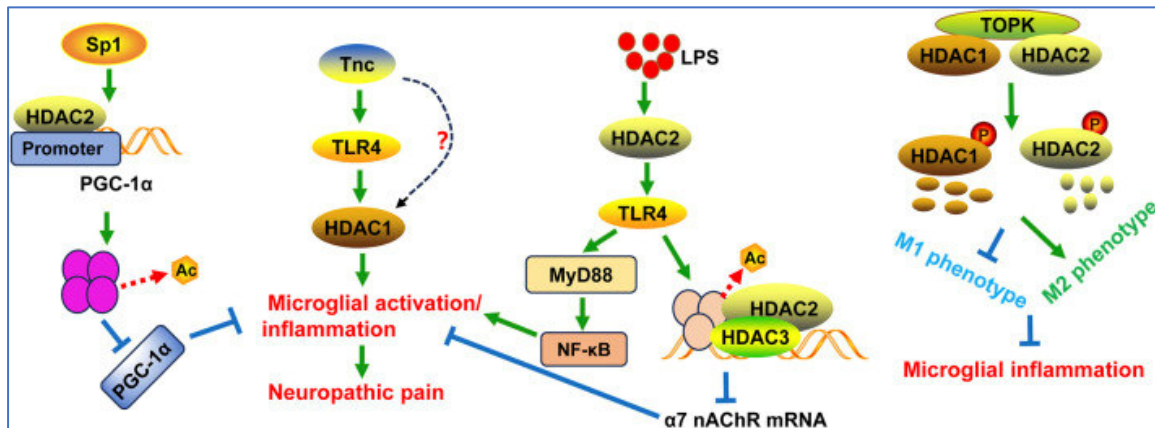 Sp1
HDAC2
Promoter
PGC-1α
Ac
PGC-1α
Tnc
?
TLR4
HDAC1
Microglial activation/
inflammation
Neuropathic pain
LPS
HDAC2
TLR4
MyD88
NF-κB
Ac
HDAC2
HDAC3
α7 nAChR mRNA
TOPK
HDAC1
HDAC2
P
HDAC1
P
HDAC2
M1 phenotype
M2 phenotype
Microglial inflammation